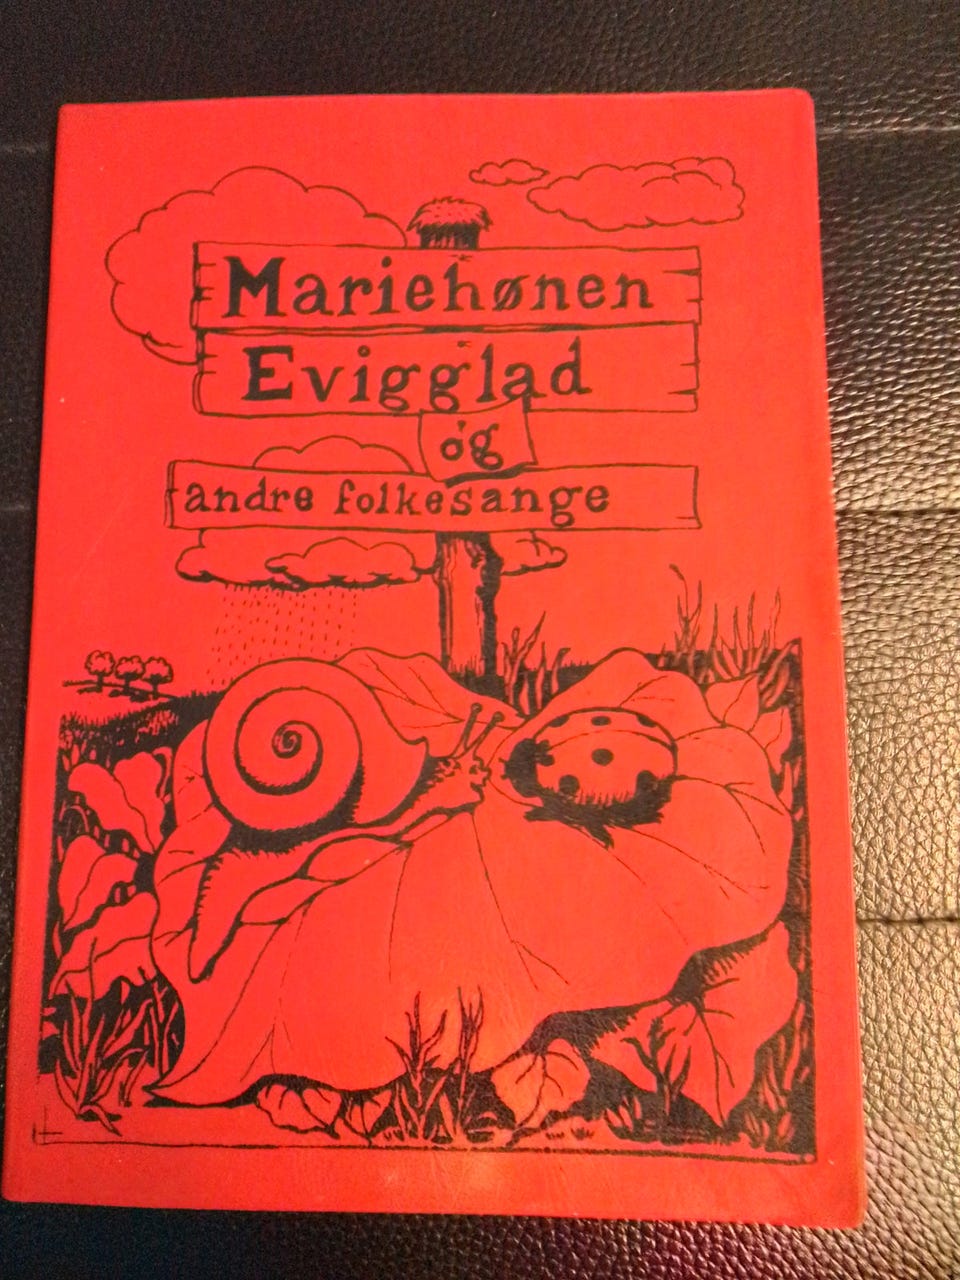 Mariehønen
Evigglad
og
andre folkesange